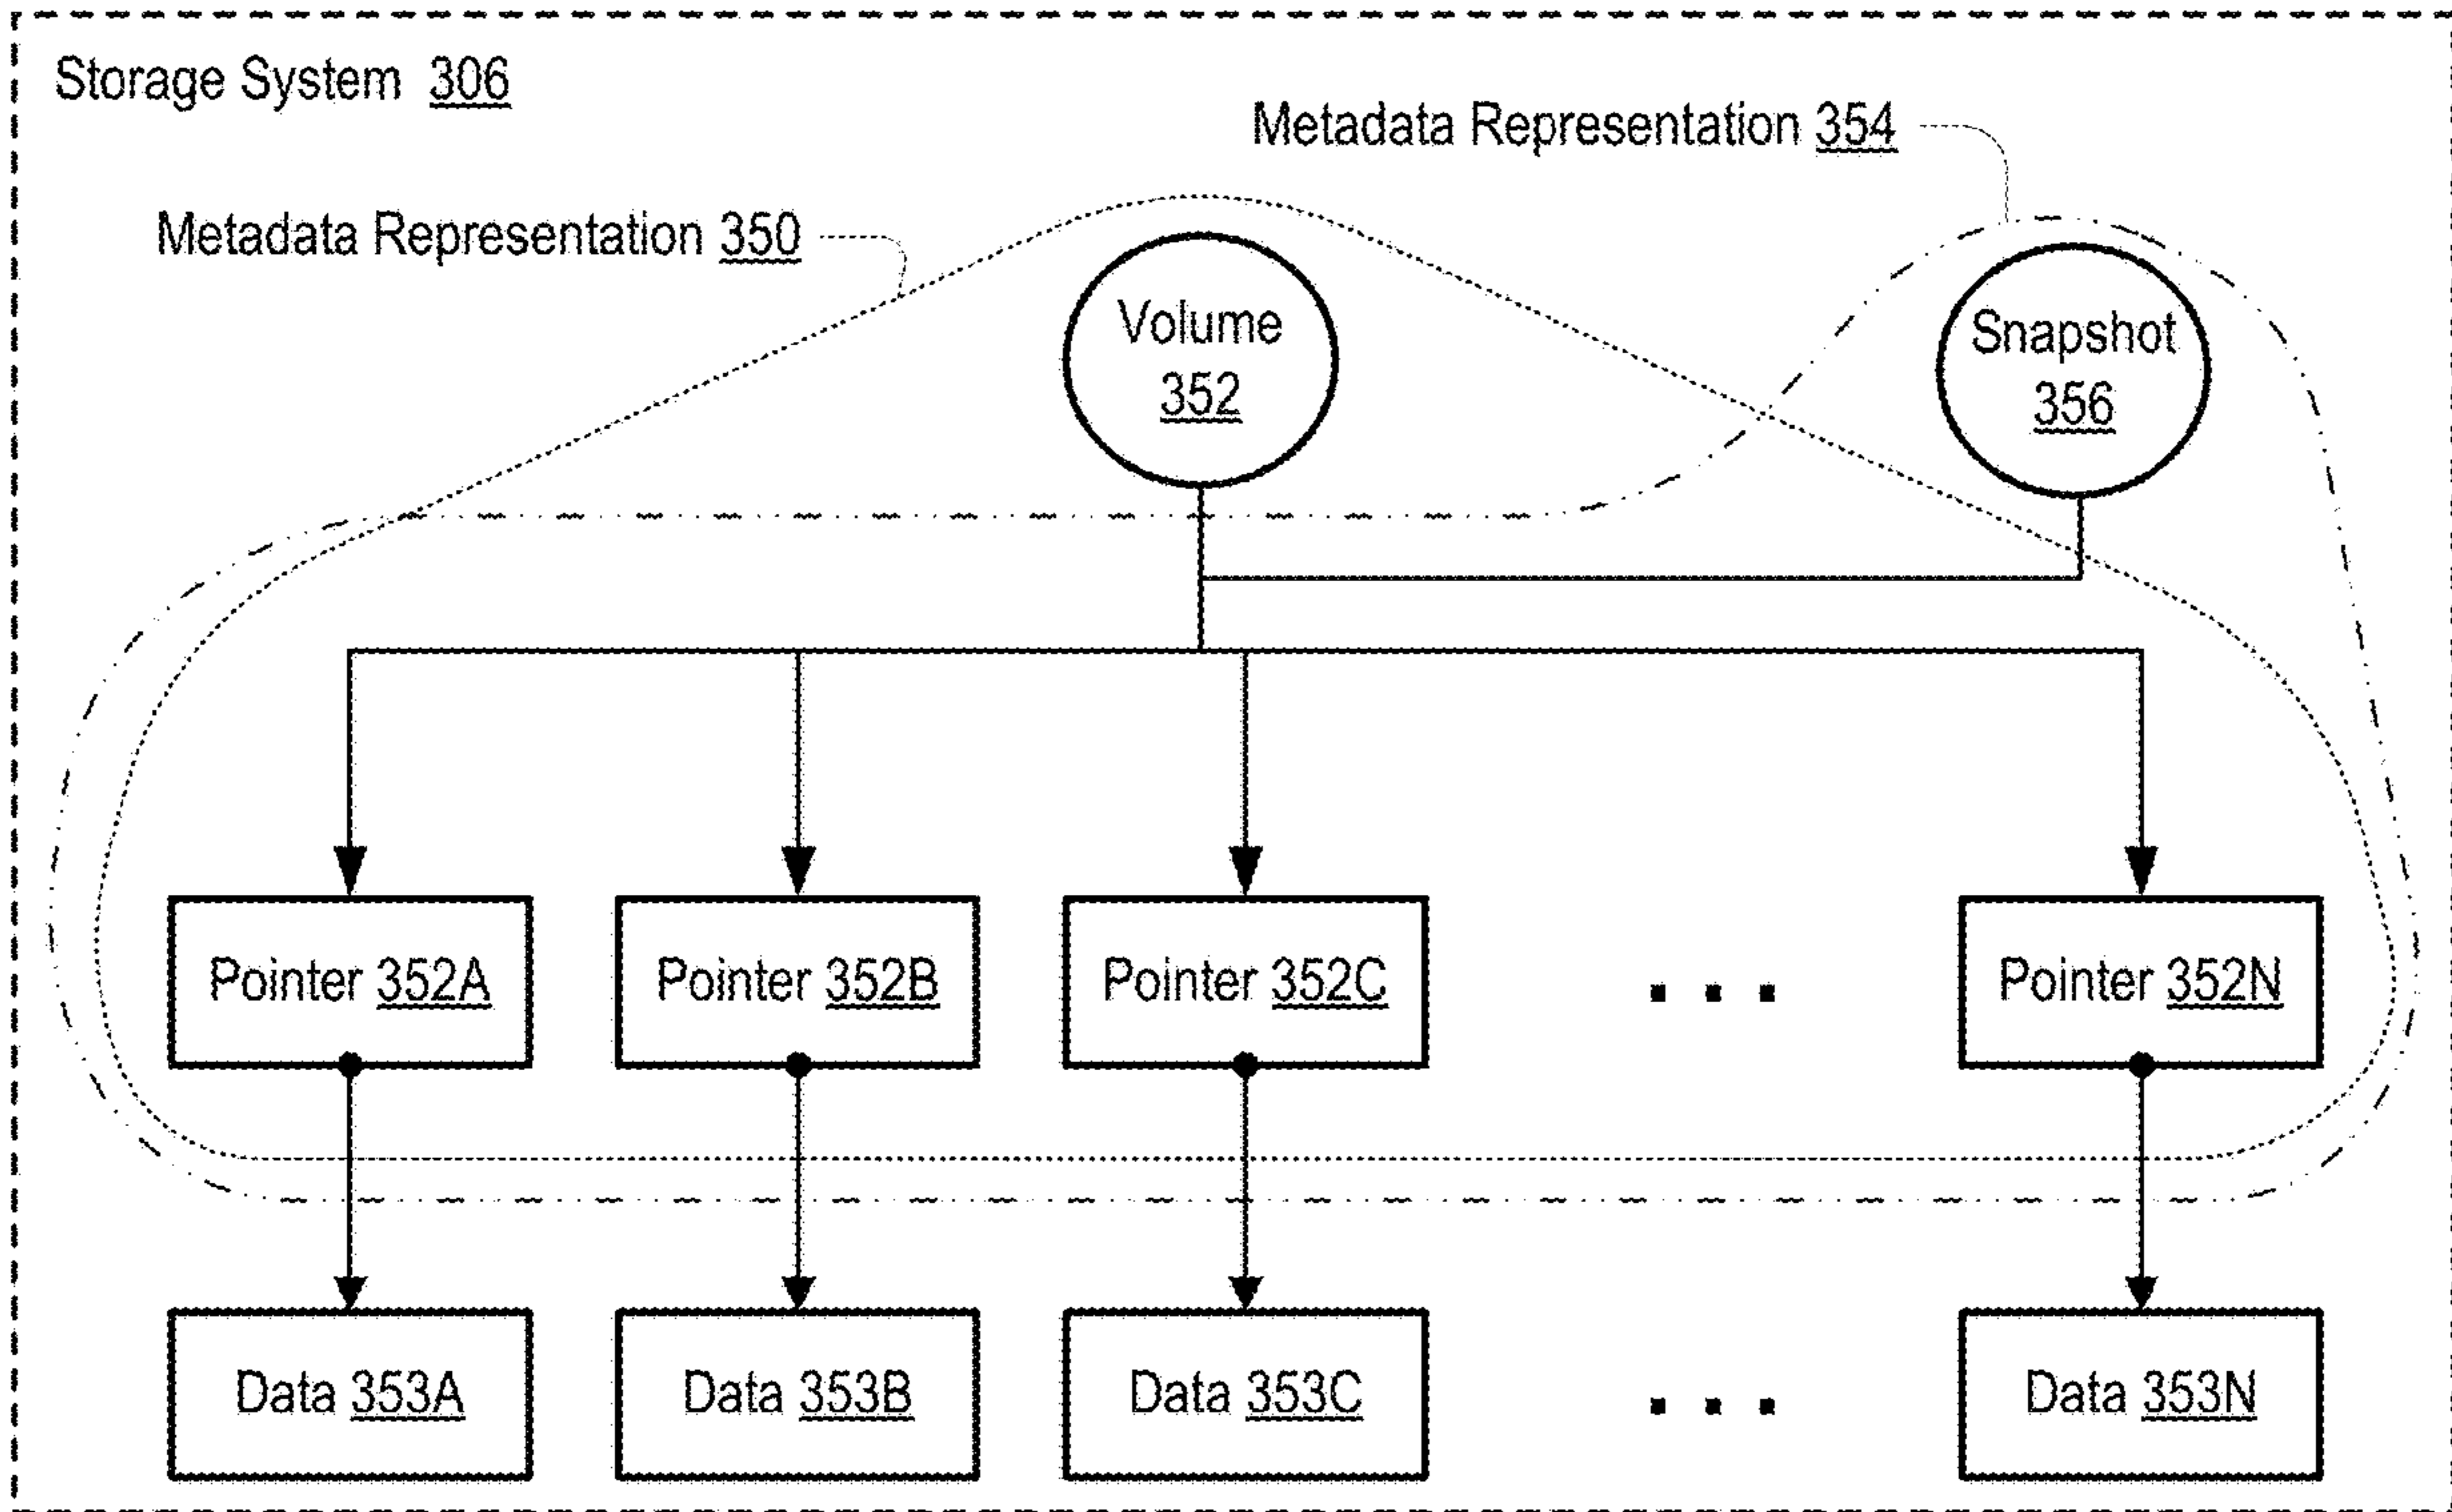 Storage System 306
Metadata Representation 354
Metadata Representation 350
Volume
352
Snapshot
356
Pointer 352A
Pointer 352B
Pointer 352C
. . .
Pointer 352N
Data 353A
Data 353B
Data 353C
. . .
Data 353N